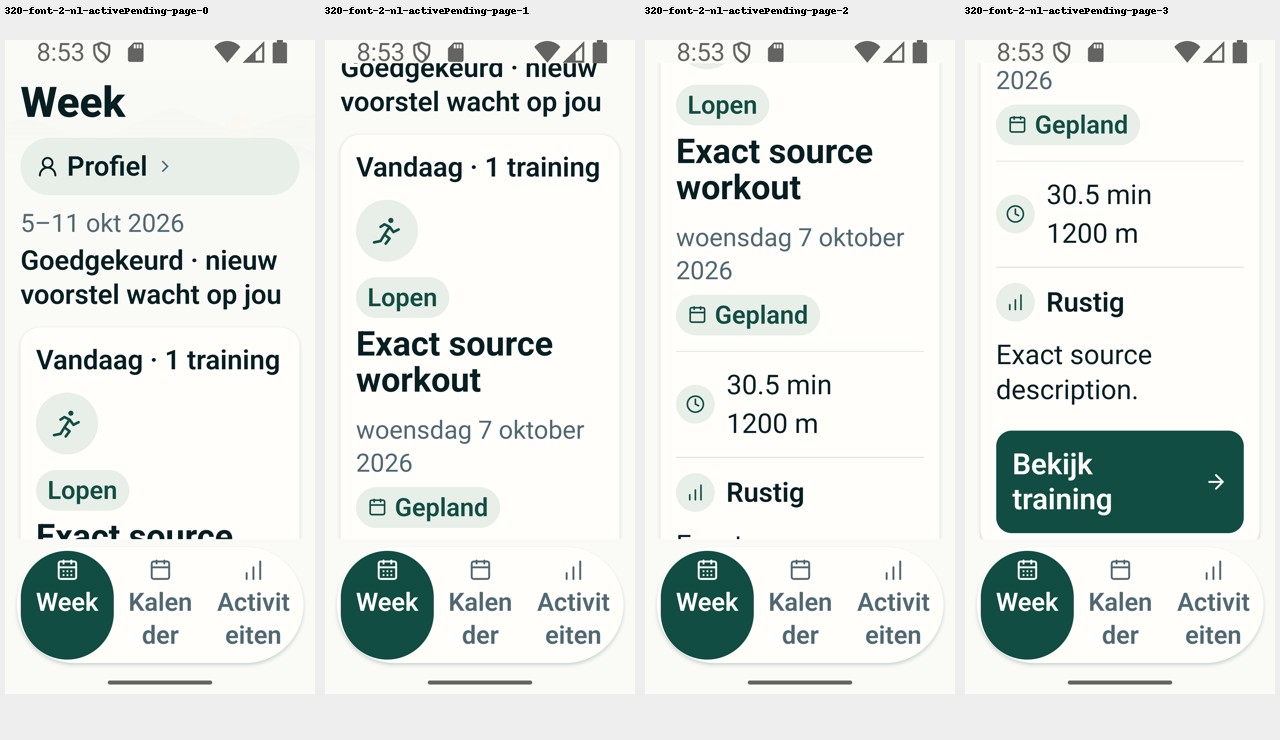 320-font-2-nl-activePending-page-0
8:53
Week
Profiel
5–11 okt 2026
Goedgekeurd · nieuw
voorstel wacht op jou
Vandaag · 1 training
Lopen
Exact source
Week
Kalen
der
Activit
eiten
320-font-2-nl-activePending-page-1
8:53
Goedgekeurd · nieuw
voorstel wacht op jou
Vandaag · 1 training
Lopen
Exact source
workout
woensdag 7 oktober
2026
Gepland
Week
Kalen
der
Activit
eiten
320-font-2-nl-activePending-page-2
8:53
Lopen
Exact source
workout
woensdag 7 oktober
2026
Gepland
30.5 min
1200 m
Rustig
Week
Kalen
der
Activit
eiten
320-font-2-nl-activePending-page-3
8:53
2026
Gepland
30.5 min
1200 m
Rustig
Exact source
description.
Bekijk
training
Week
Kalen
der
Activit
eiten